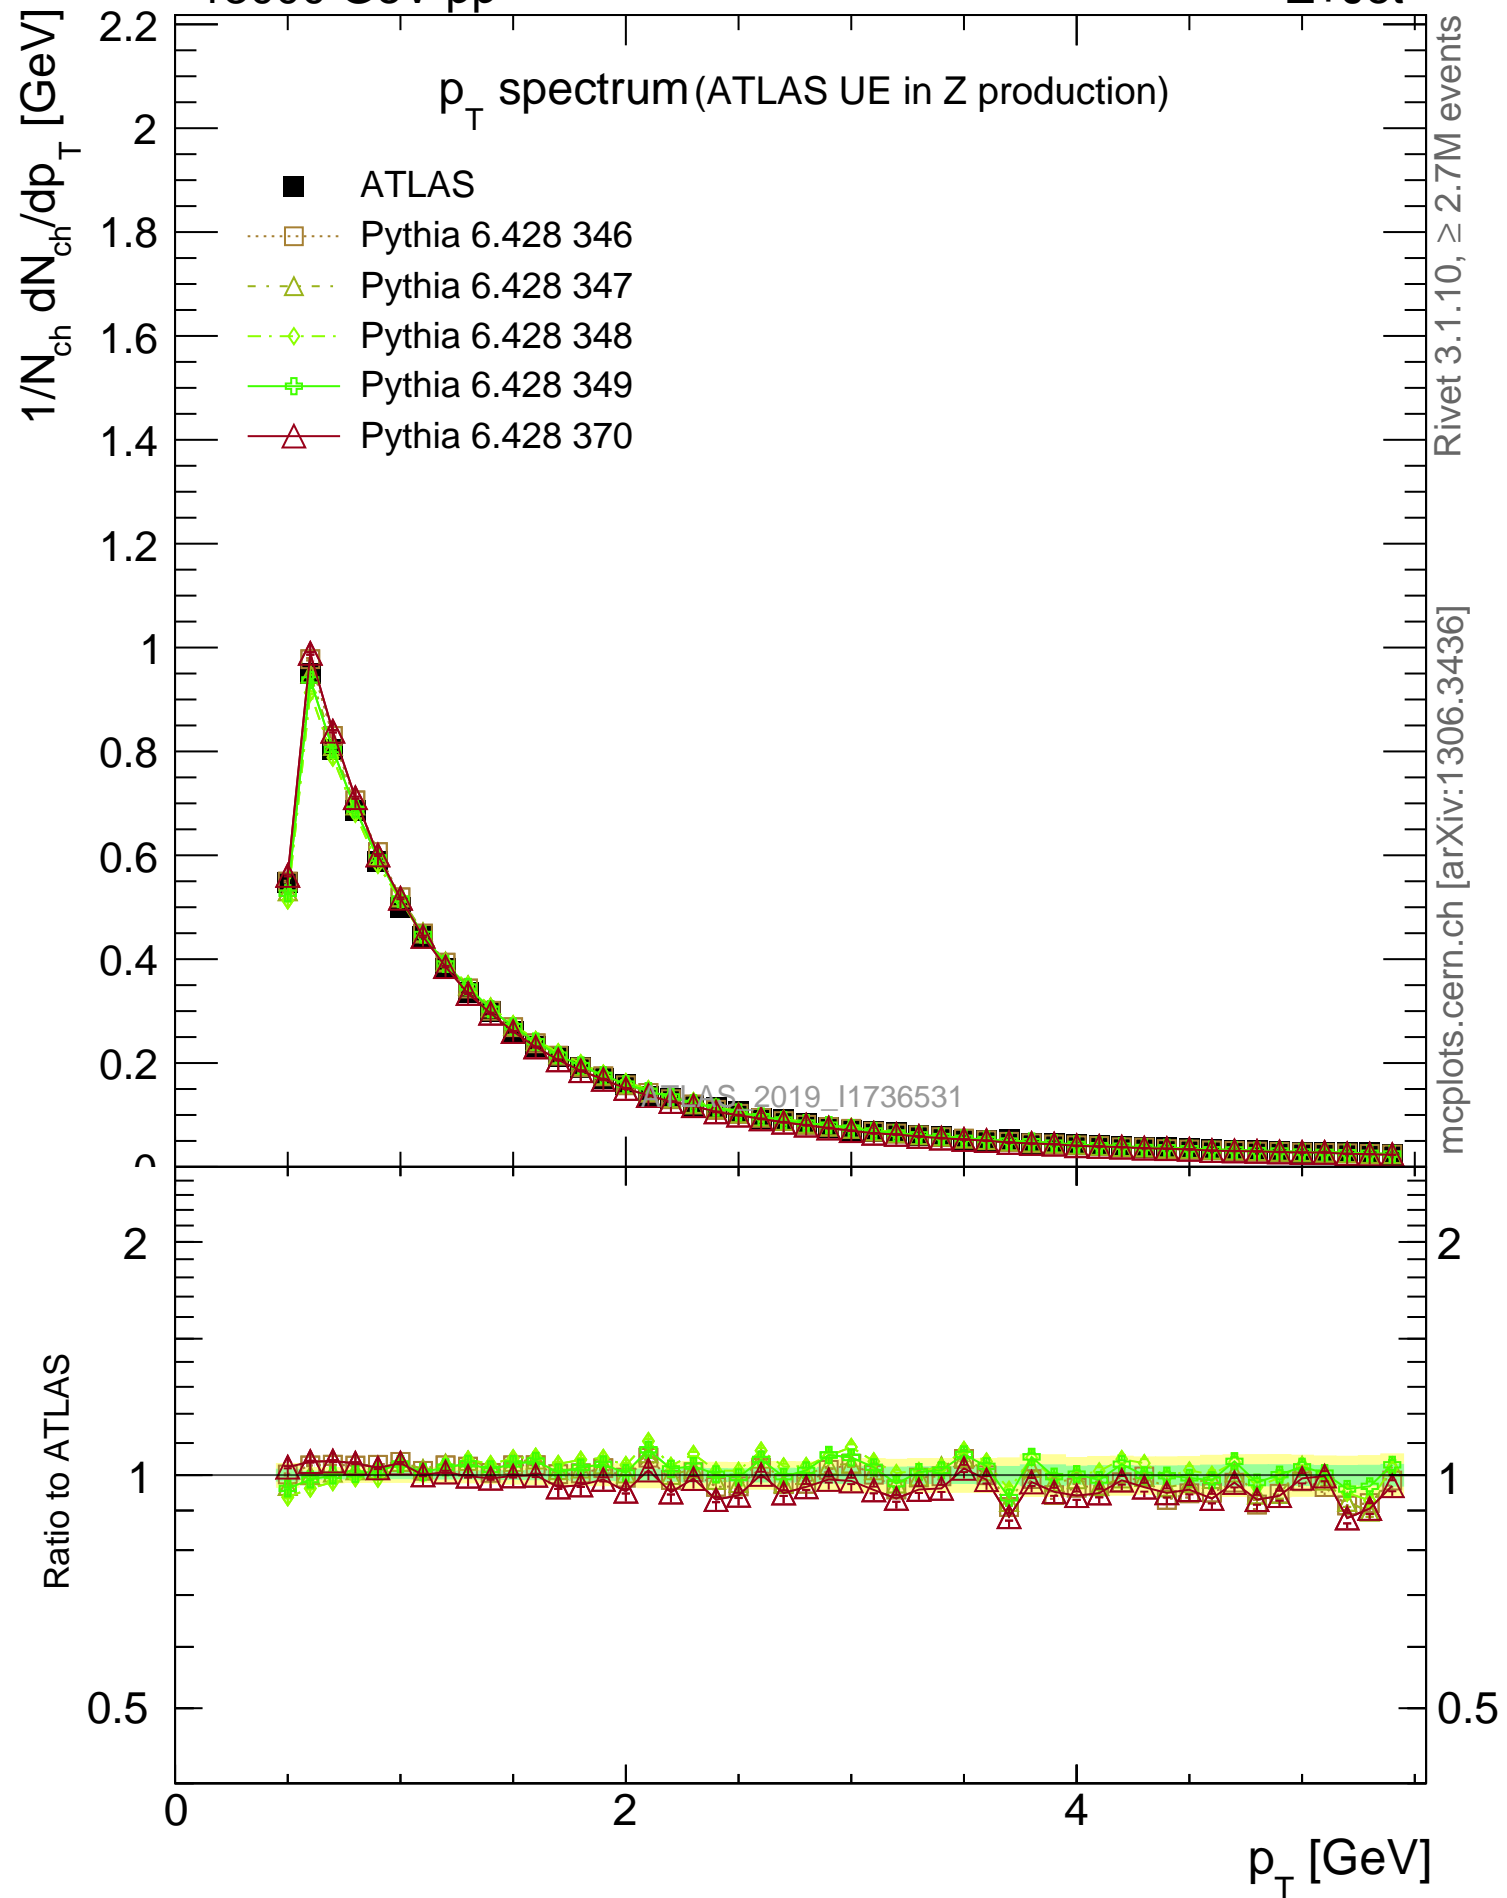 p_T spectrum (ATLAS UE in Z production)
1/N_ch dN_ch/dp_T [GeV]
ATLAS
Pythia 6.428 346
Pythia 6.428 347
Pythia 6.428 348
Pythia 6.428 349
Pythia 6.428 370
2.2
2
1.8
1.6
1.4
1.2
1
0.8
0.6
0.4
0.2
0
ATLAS_2019_I1736531
Rivet 3.1.10, ≥ 2.7M events
mcplots.cern.ch [arXiv:1306.3436]
Ratio to ATLAS
2
1
0.5
2
1
0.5
0
2
4
p_T [GeV]